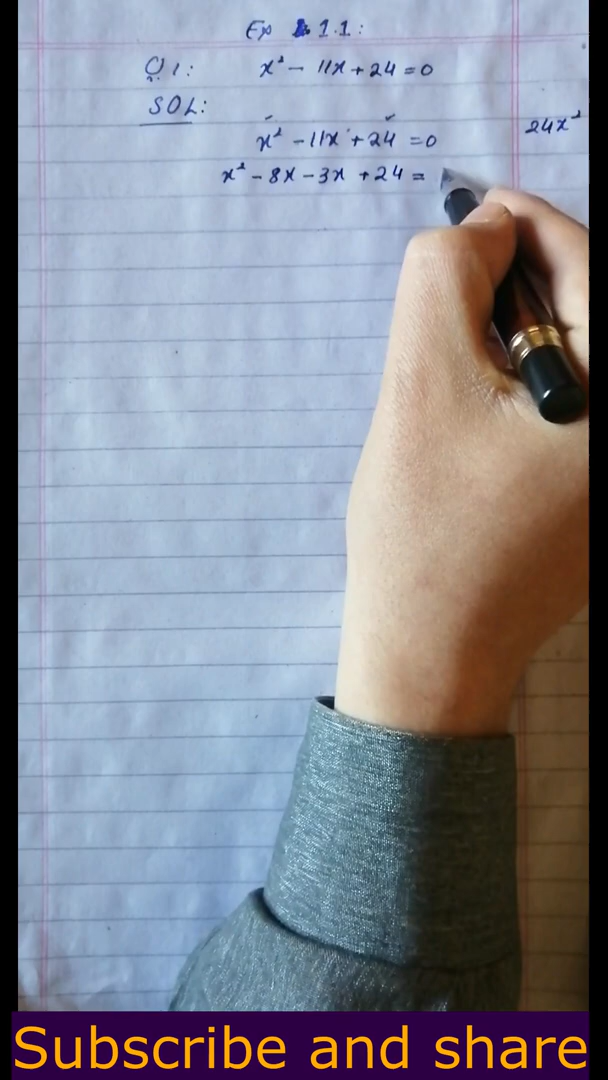 Ex 1.1:
Q1: x² - 11x + 24 = 0
SOL:
x² - 11x + 24 = 0
24x²
x² - 8x - 3x + 24 =
Subscribe and share